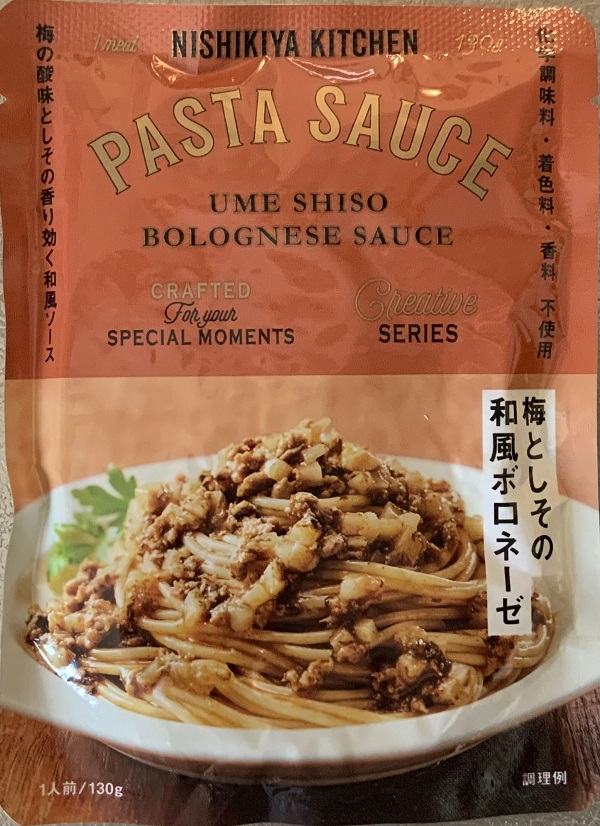 1 meal
NISHIKIYA KITCHEN
130g
PASTA SAUCE
UME SHISO
BOLOGNESE SAUCE
CRAFTED
For your
SPECIAL MOMENTS
Creative
SERIES
化学調味料・着色料・香料 不使用
梅の酸味としその香り効く和風ソース
梅としその
和風ボロネーゼ
1人前/130g
調理例